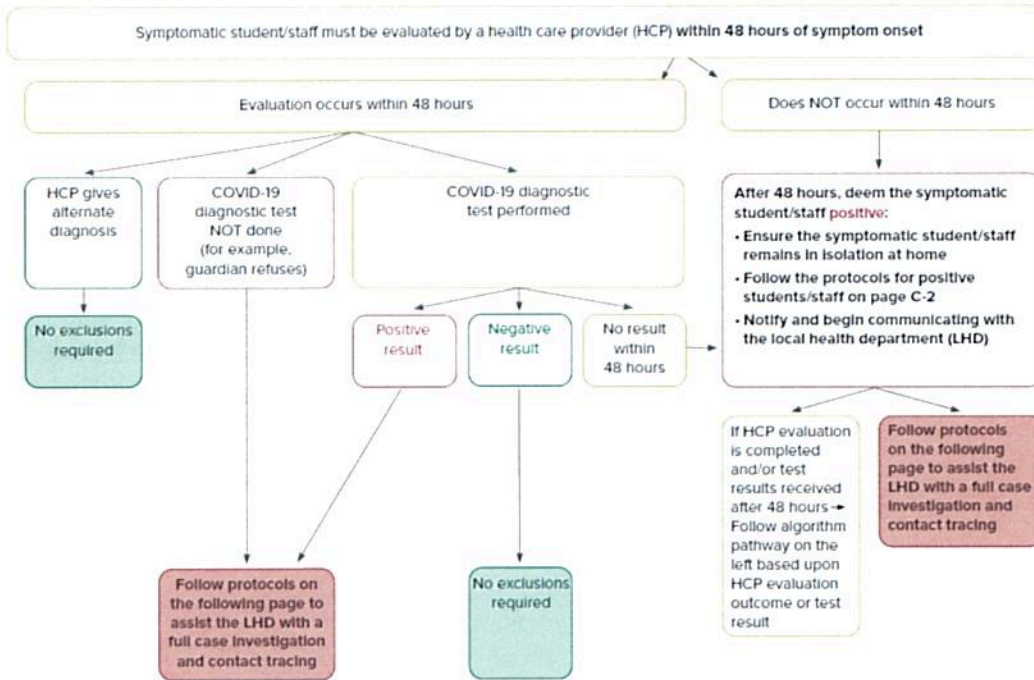 Symptomatic student/staff must be evaluated by a health care provider (HCP) within 48 hours of symptom onset
Evaluation occurs within 48 hours
Does NOT occur within 48 hours
HCP gives
alternate
diagnosis
COVID-19
diagnostic test
NOT done
(for example,
guardian refuses)
COVID-19 diagnostic
test performed
After 48 hours, deem the symptomatic
student/staff positive:
• Ensure the symptomatic student/staff
remains in isolation at home
• Follow the protocols for positive
students/staff on page C-2
• Notify and begin communicating with
the local health department (LHD)
No exclusions
required
Positive
result
Negative
result
No result
within
48 hours
If HCP evaluation
is completed
and/or test
results received
after 48 hours →
Follow algorithm
pathway on the
left based upon
HCP evaluation
outcome or test
result
Follow protocols
on the following
page to assist the
LHD with a full case
investigation and
contact tracing
Follow protocols on
the following page to
assist the LHD with a
full case investigation
and contact tracing
No exclusions
required